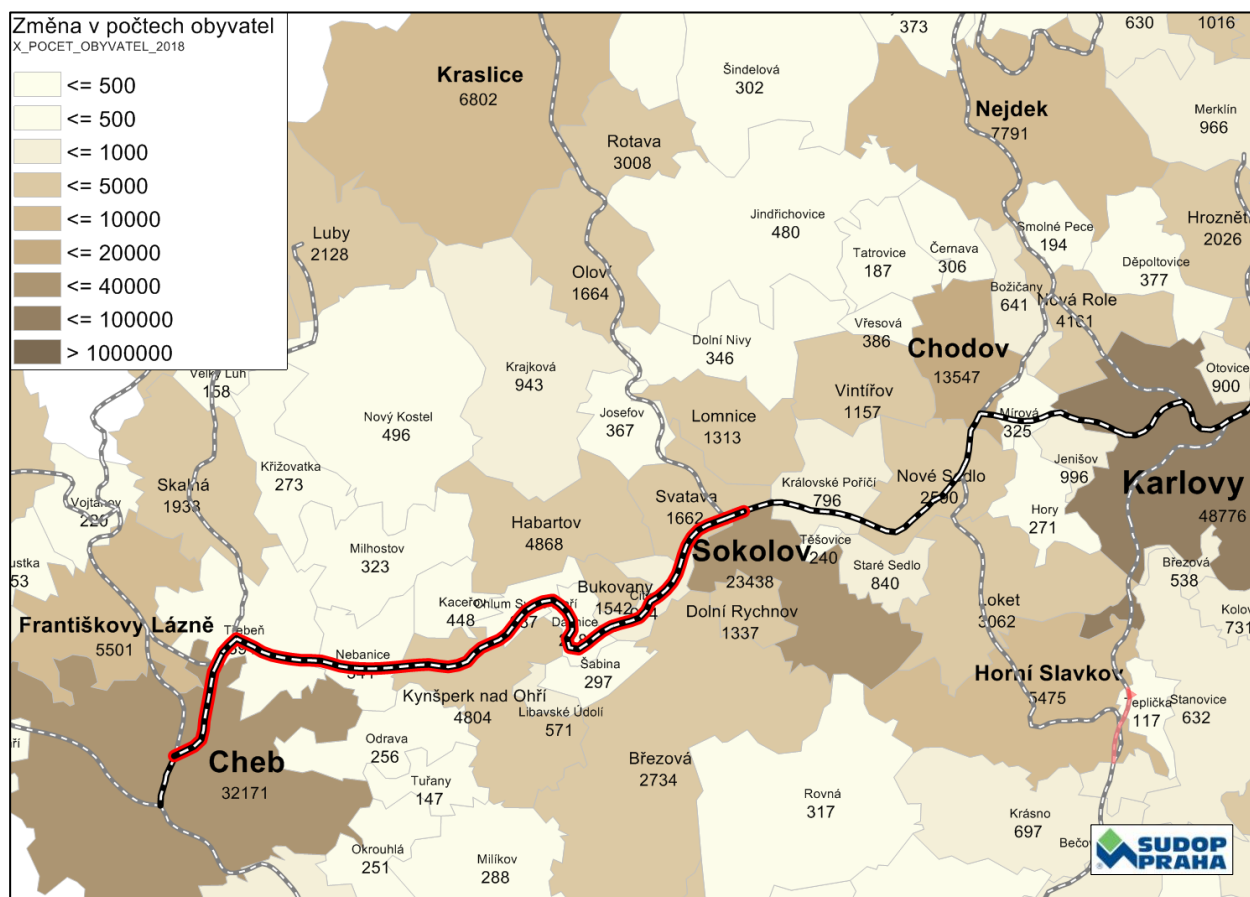 Změna v počtech obyvatel
X_POCET_OBYVATEL_2018
<= 500
<= 500
<= 1000
<= 5000
<= 10000
<= 20000
<= 40000
<= 100000
> 1000000
373
630
1016
Kraslice
6802
Šindelová
302
Nejdek
7791
Merklín
966
Rotava
3008
Luby
2128
Jindřichovice
480
Tatrovice
187
Černava
306
Smolné Pece
194
2026
Děpoltovice
377
Oloví
1664
Božičany
641
Nová Role
4161
Vřesová
386
Dolní Nivy
346
Chodov
13547
Otovice
900
Velký Luh
158
Krajková
943
Vintířov
1157
Nový Kostel
496
Josefov
367
Lomnice
1313
Mírová
325
Jenišov
996
Karlovy
48776
Křižovatka
273
Skalná
1933
Vojtanov
Svatava
1662
Královské Poříčí
796
Nové Sedlo
Hory
271
Habartov
4868
Milhostov
323
Sokolov
23438
Těšovice
240
Staré Sedlo
840
Březová
538
53
Kaceřov
448
Bukovany
1542
Dolní Rychnov
1337
Loket
3062
731
Františkovy Lázně
5501
Třebeň
Nebanice
Šabina
297
Kynšperk nad Ohří
4804
Libavské Údolí
571
Horní Slavkov
5475
Teplička
117
Stanovice
632
Odrava
256
Cheb
32171
Tuřany
147
Březová
2734
Rovná
317
Krásno
697
Okrouhlá
251
Milíkov
288
SUDOP
PRAHA